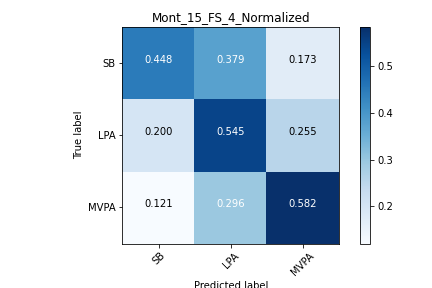 Mont_15_FS_4_Normalized
SB 0.448 0.379 0.173
LPA 0.200 0.545 0.255
MVPA 0.121 0.296 0.582
SB LPA MVPA
True label
Predicted label
0.5
0.4
0.3
0.2